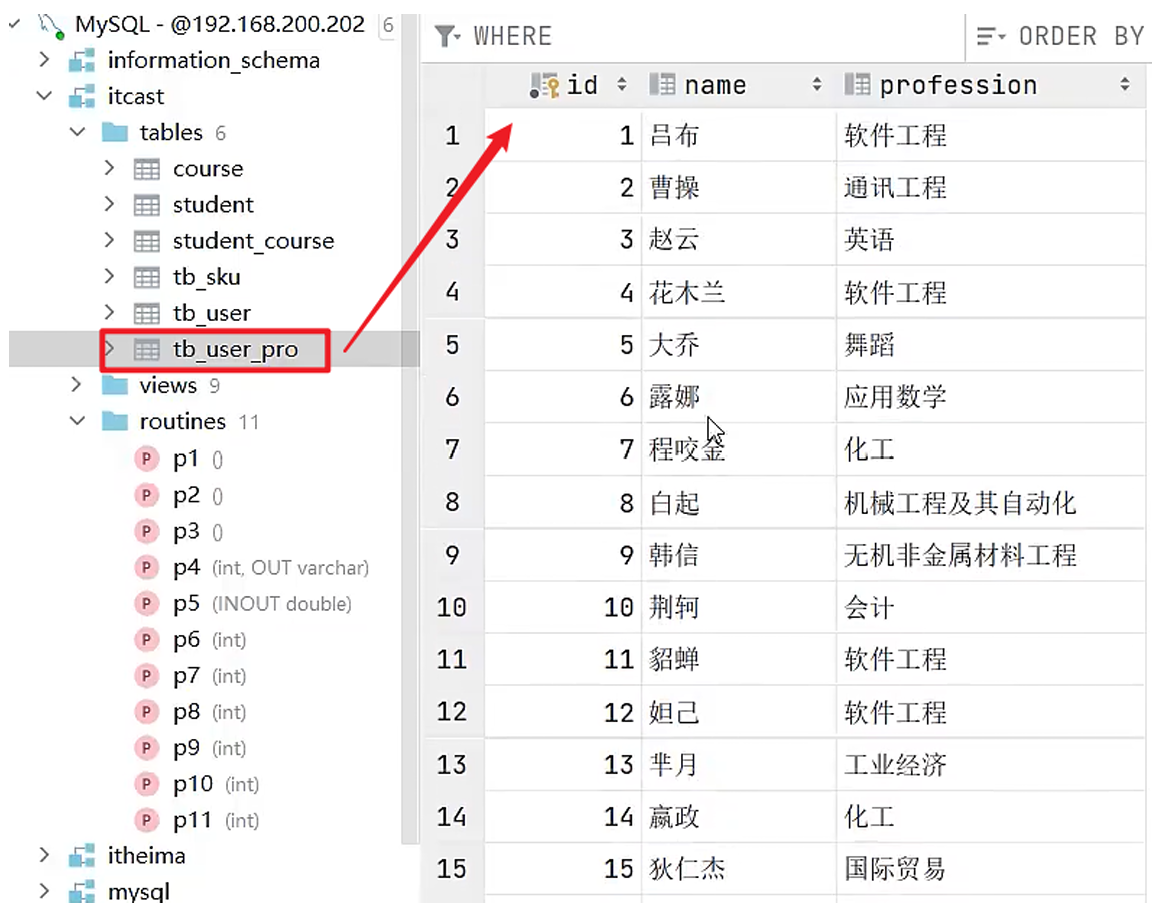 MySQL - @192.168.200.202 6
information_schema
itcast
tables 6
course
student
student_course
tb_sku
tb_user
tb_user_pro
views 9
routines 11
P p1 ()
P p2 ()
P p3 ()
P p4 (int, OUT varchar)
P p5 (INOUT double)
P p6 (int)
P p7 (int)
P p8 (int)
P p9 (int)
P p10 (int)
P p11 (int)
itheima
mysql
WHERE ORDER BY
id name profession
1 1 吕布 软件工程
2 2 曹操 通讯工程
3 3 赵云 英语
4 4 花木兰 软件工程
5 5 大乔 舞蹈
6 6 露娜 应用数学
7 7 程咬金 化工
8 8 白起 机械工程及其自动化
9 9 韩信 无机非金属材料工程
10 10 荆轲 会计
11 11 貂蝉 软件工程
12 12 妲己 软件工程
13 13 芈月 工业经济
14 14 嬴政 化工
15 15 狄仁杰 国际贸易